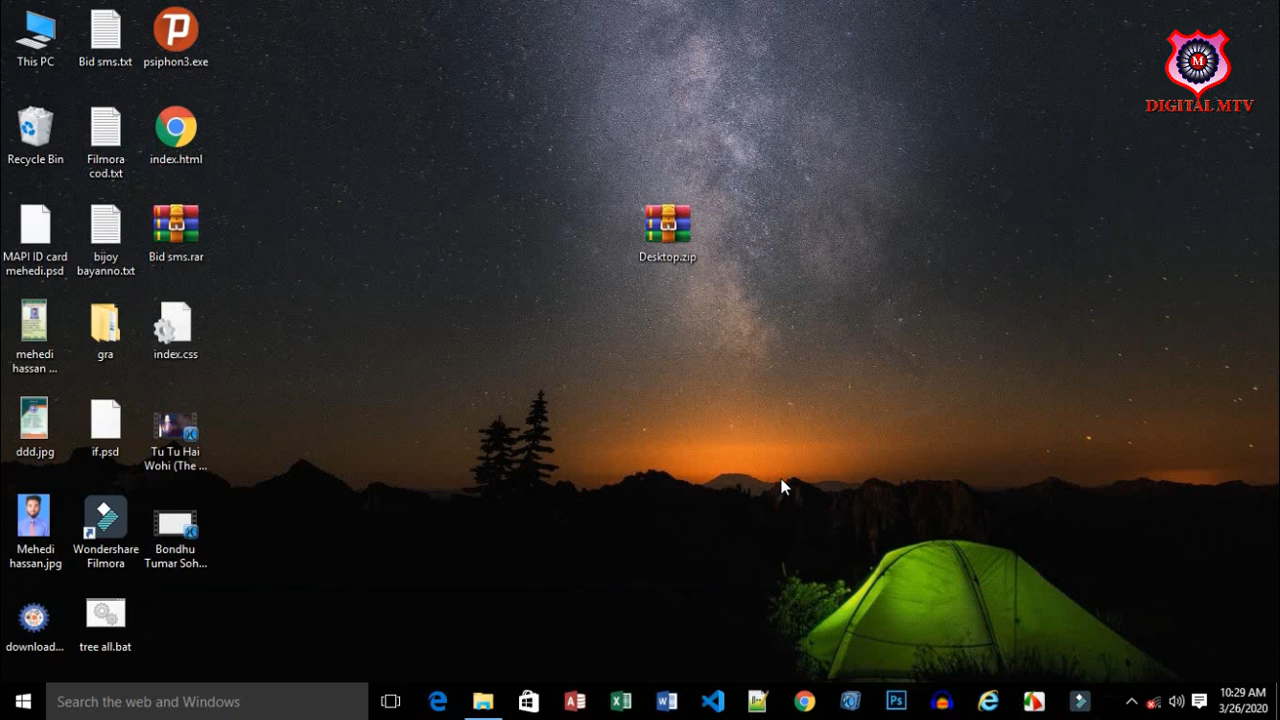 This PC
Bid sms.txt
psiphon3.exe
Recycle Bin
Filmora
cod.txt
index.html
MAPI ID card
mehedi.psd
bijoy
bayanno.txt
Bid sms.rar
Desktop.zip
mehedi
hassan ...
gra
index.css
ddd.jpg
if.psd
Tu Tu Hai
Wohi (The ...
Mehedi
hassan.jpg
Wondershare
Filmora
Bondhu
Tumar Soh...
download...
tree all.bat
M
DIGITAL MTV
Search the web and Windows
Ps
10:29 AM
3/26/2020